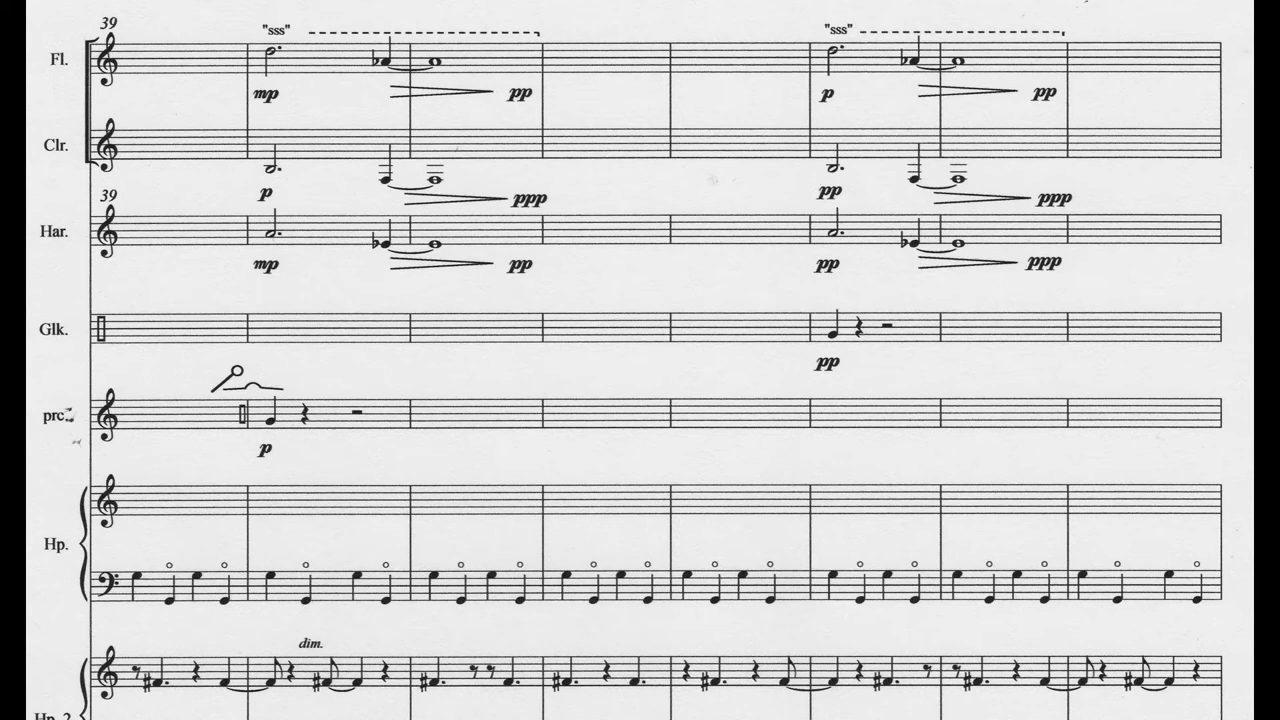 39
"sss" "sss"
Fl.
mp pp p pp
Clr.
p ppp pp ppp
39
Har.
mp pp pp ppp
Glk.
pp
prc.
p
Hp.
dim.
Hp. 2